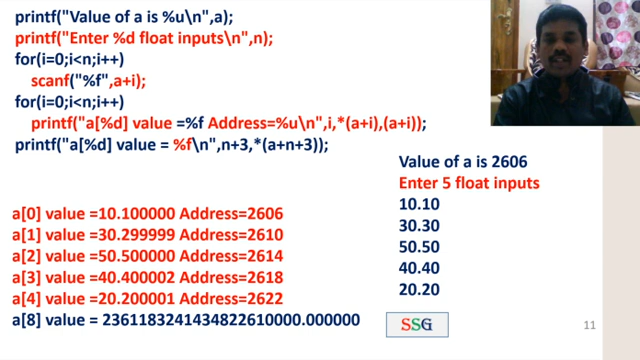 printf("Value of a is %u\n",a);
printf("Enter %d float inputs\n",n);
for(i=0;i<n;i++)
scanf("%f",a+i);
for(i=0;i<n;i++)
printf("a[%d] value =%f Address=%u\n",i,*(a+i),(a+i));
printf("a[%d] value = %f\n",n+3,*(a+n+3));
Value of a is 2606
Enter 5 float inputs
10.10
30.30
50.50
40.40
20.20
a[0] value =10.100000 Address=2606
a[1] value =30.299999 Address=2610
a[2] value =50.500000 Address=2614
a[3] value =40.400002 Address=2618
a[4] value =20.200001 Address=2622
a[8] value = 2361183241434822610000.000000
SSG
11